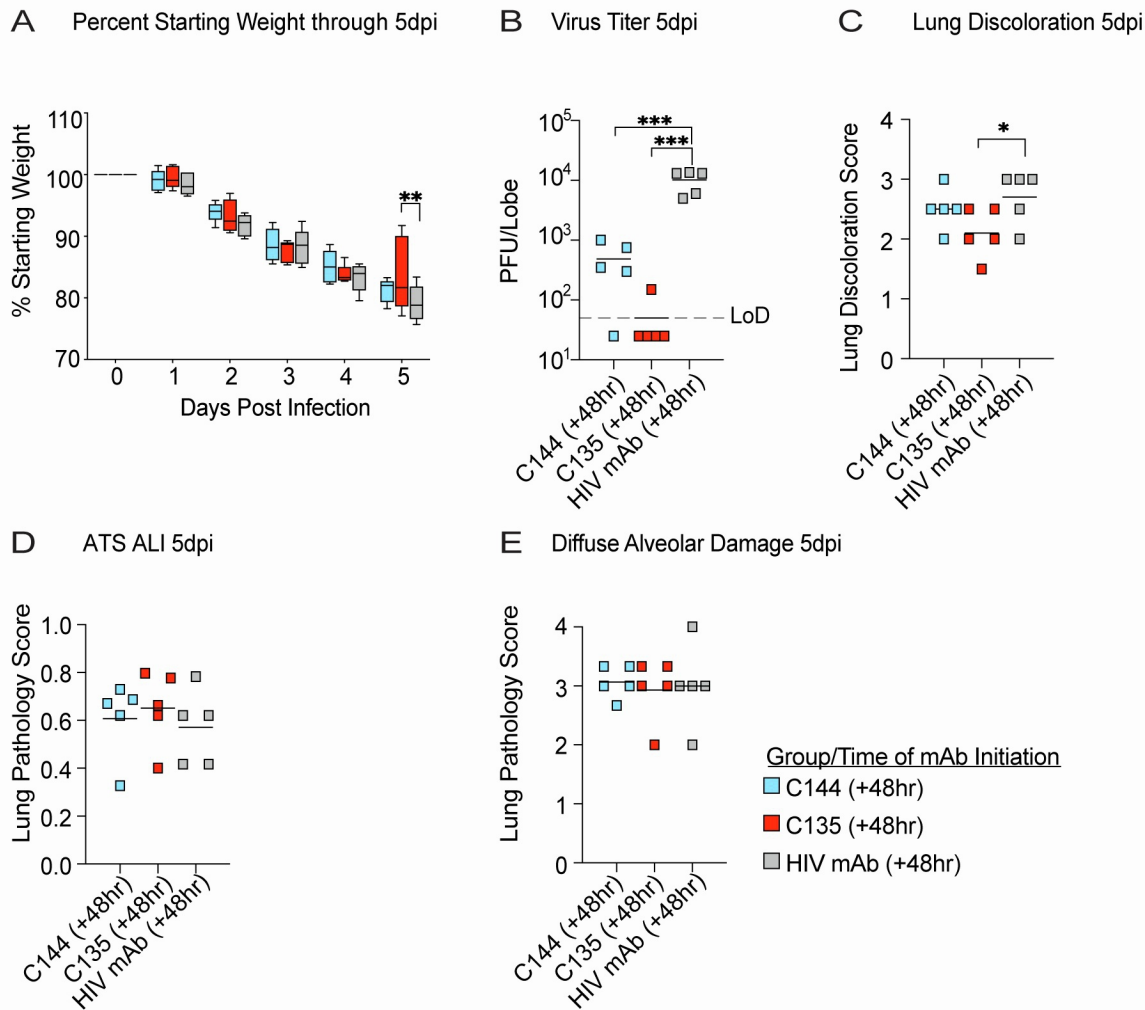 A Percent Starting Weight through 5dpi
110
100
90
80
70
% Starting Weight
**
0 1 2 3 4 5
Days Post Infection
B Virus Titer 5dpi
10^5
10^4
10^3
10^2
10^1
PFU/Lobe
***
***
LoD
C144 (+48hr)
C135 (+48hr)
HIV mAb (+48hr)
C Lung Discoloration 5dpi
4
3
2
1
0
Lung Discoloration Score
*
C144 (+48hr)
C135 (+48hr)
HIV mAb (+48hr)
D ATS ALI 5dpi
1.0
0.8
0.6
0.4
0.2
0.0
Lung Pathology Score
C144 (+48hr)
C135 (+48hr)
HIV mAb (+48hr)
E Diffuse Alveolar Damage 5dpi
4
3
2
1
0
Lung Pathology Score
C144 (+48hr)
C135 (+48hr)
HIV mAb (+48hr)
Group/Time of mAb Initiation
C144 (+48hr)
C135 (+48hr)
HIV mAb (+48hr)